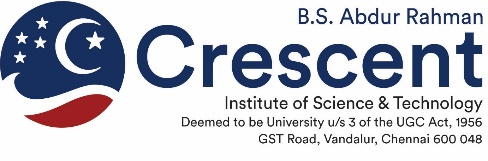 B.S. Abdur Rahman
Crescent
Institute of Science & Technology
Deemed to be University u/s 3 of the UGC Act, 1956
GST Road, Vandalur, Chennai 600 048